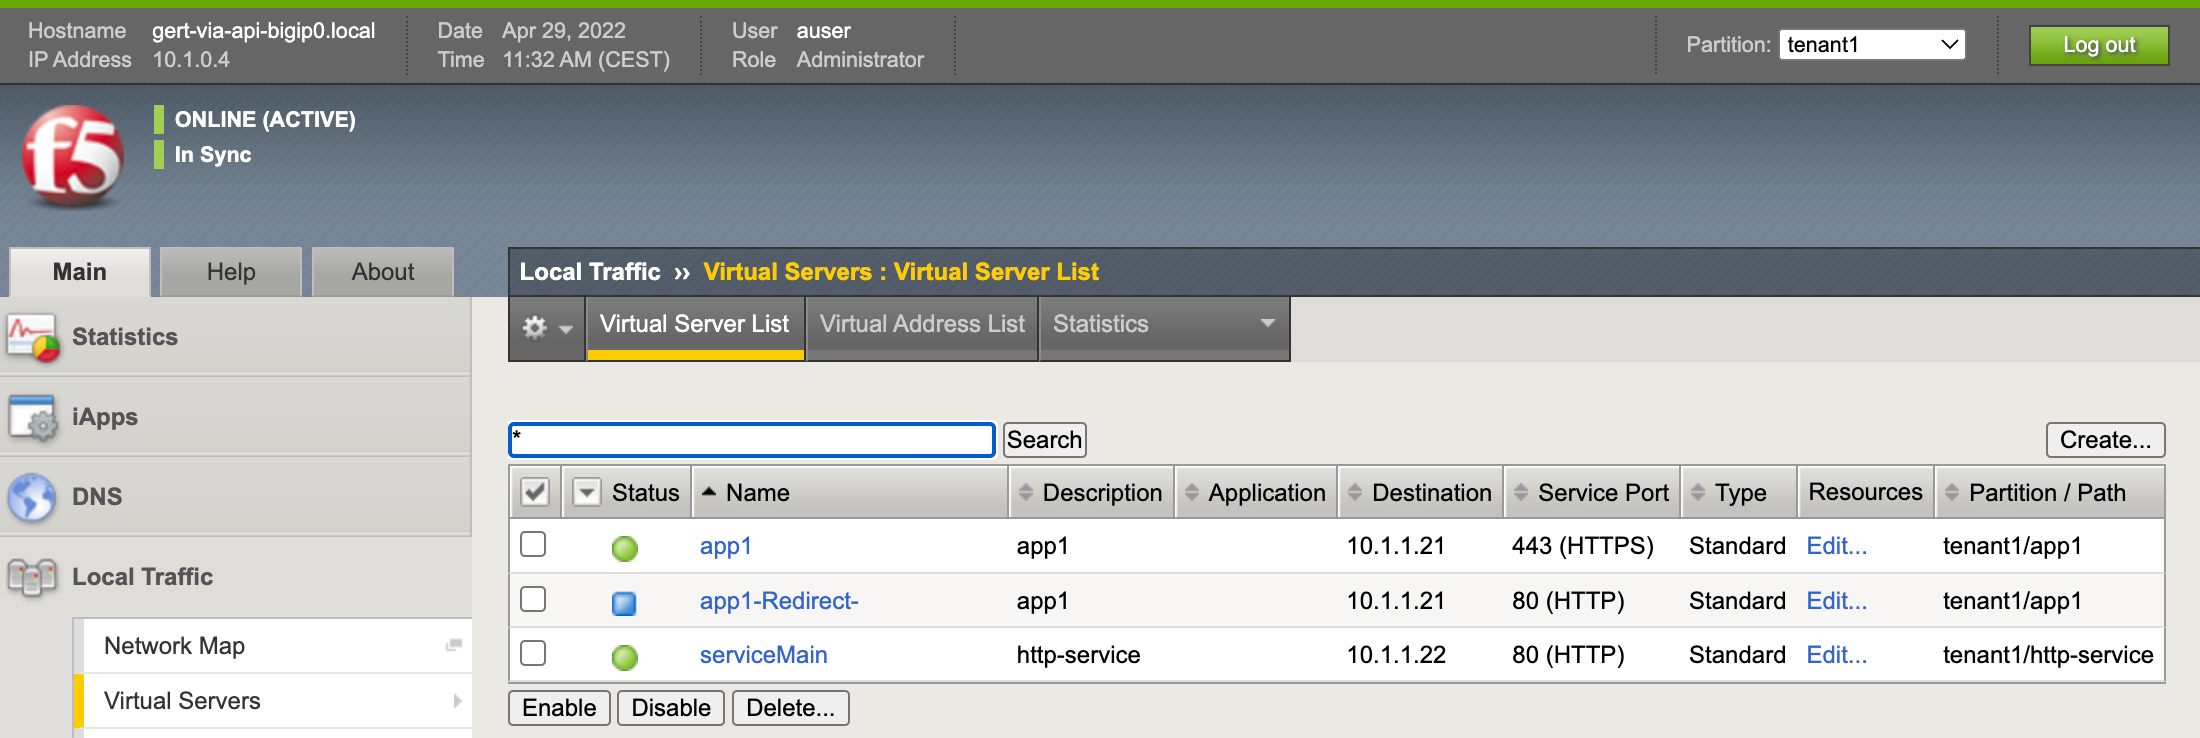 Hostname gert-via-api-bigip0.local Date Apr 29, 2022 User auser
IP Address 10.1.0.4 Time 11:32 AM (CEST) Role Administrator
Partition: tenant1 Log out
f5
ONLINE (ACTIVE)
In Sync
Main Help About
Local Traffic ›› Virtual Servers : Virtual Server List
Virtual Server List Virtual Address List Statistics
Statistics
iApps
DNS
Local Traffic
Network Map
Virtual Servers
* Search Create...
Status Name Description Application Destination Service Port Type Resources Partition / Path
app1 app1 10.1.1.21 443 (HTTPS) Standard Edit... tenant1/app1
app1-Redirect- app1 10.1.1.21 80 (HTTP) Standard Edit... tenant1/app1
serviceMain http-service 10.1.1.22 80 (HTTP) Standard Edit... tenant1/http-service
Enable Disable Delete...